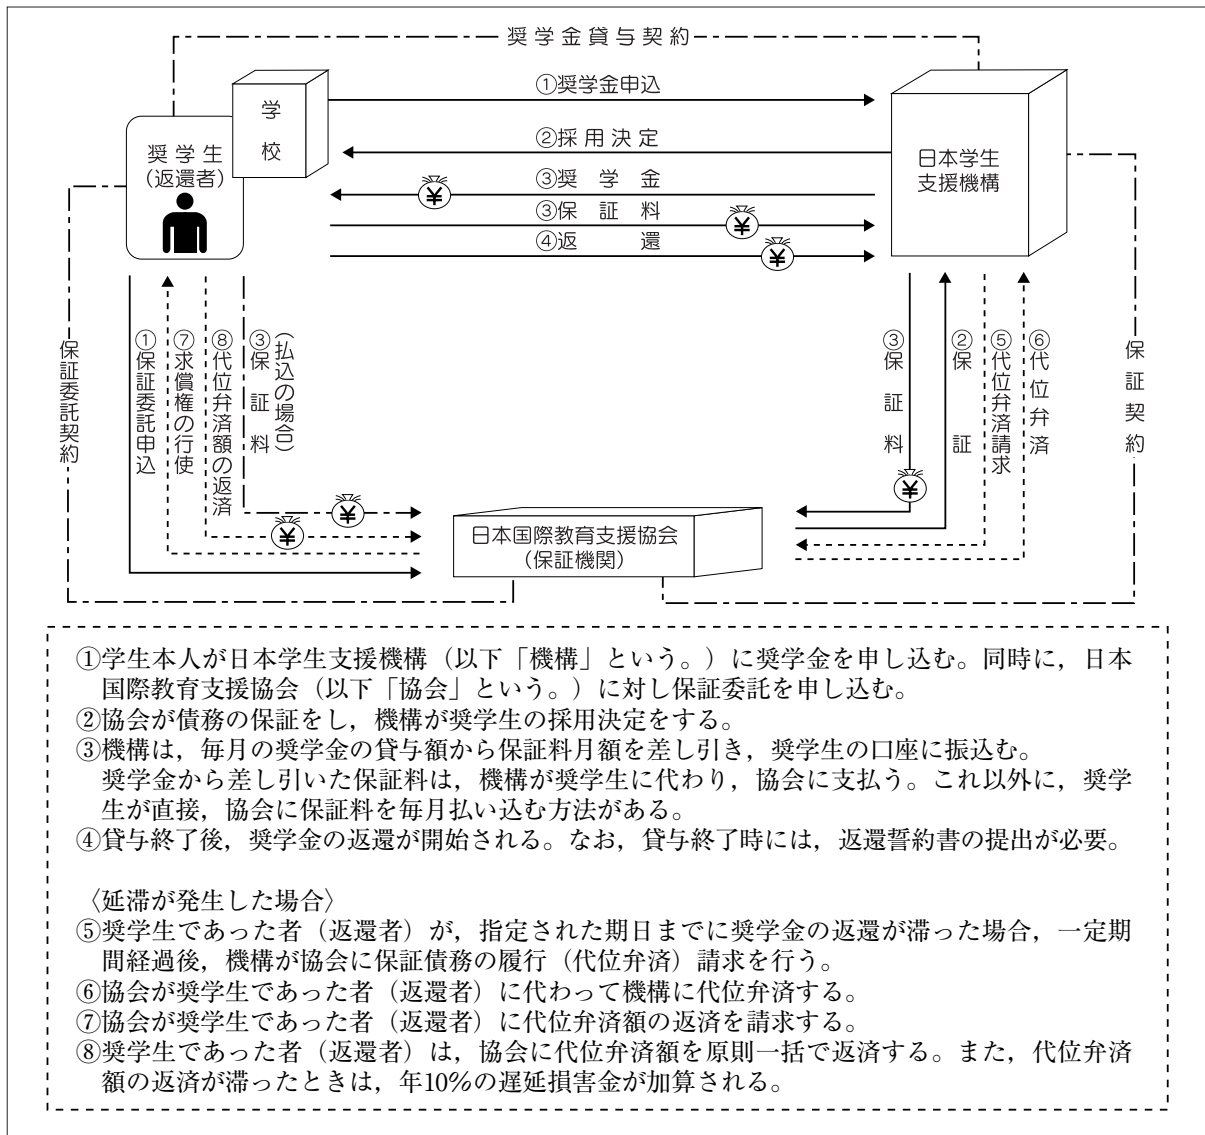 奨学金貸与契約
①奨学金申込
学校
②採用決定
奨学生
(返還者)
日本学生
支援機構
③奨学金
¥
③保証料
¥
④返還
¥
保証委託契約
①保証委託申込
⑦求償権の行使
⑧代位弁済額の返済
③保証料
(払込の場合)
③保証料
②保証
⑤代位弁済請求
⑥代位弁済
保証契約
¥
¥
¥
日本国際教育支援協会
(保証機関)
①学生本人が日本学生支援機構(以下「機構」という。)に奨学金を申し込む。同時に,日本
国際教育支援協会(以下「協会」という。)に対し保証委託を申し込む。
②協会が債務の保証をし,機構が奨学生の採用決定をする。
③機構は,毎月の奨学金の貸与額から保証料月額を差し引き,奨学生の口座に振込む。
奨学金から差し引いた保証料は,機構が奨学生に代わり,協会に支払う。これ以外に,奨学
生が直接,協会に保証料を毎月払い込む方法がある。
④貸与終了後,奨学金の返還が開始される。なお,貸与終了時には,返還誓約書の提出が必要。
〈延滞が発生した場合〉
⑤奨学生であった者(返還者)が,指定された期日までに奨学金の返還が滞った場合,一定期
間経過後,機構が協会に保証債務の履行(代位弁済)請求を行う。
⑥協会が奨学生であった者(返還者)に代わって機構に代位弁済する。
⑦協会が奨学生であった者(返還者)に代位弁済額の返済を請求する。
⑧奨学生であった者(返還者)は,協会に代位弁済額を原則一括で返済する。また,代位弁済
額の返済が滞ったときは,年10%の遅延損害金が加算される。